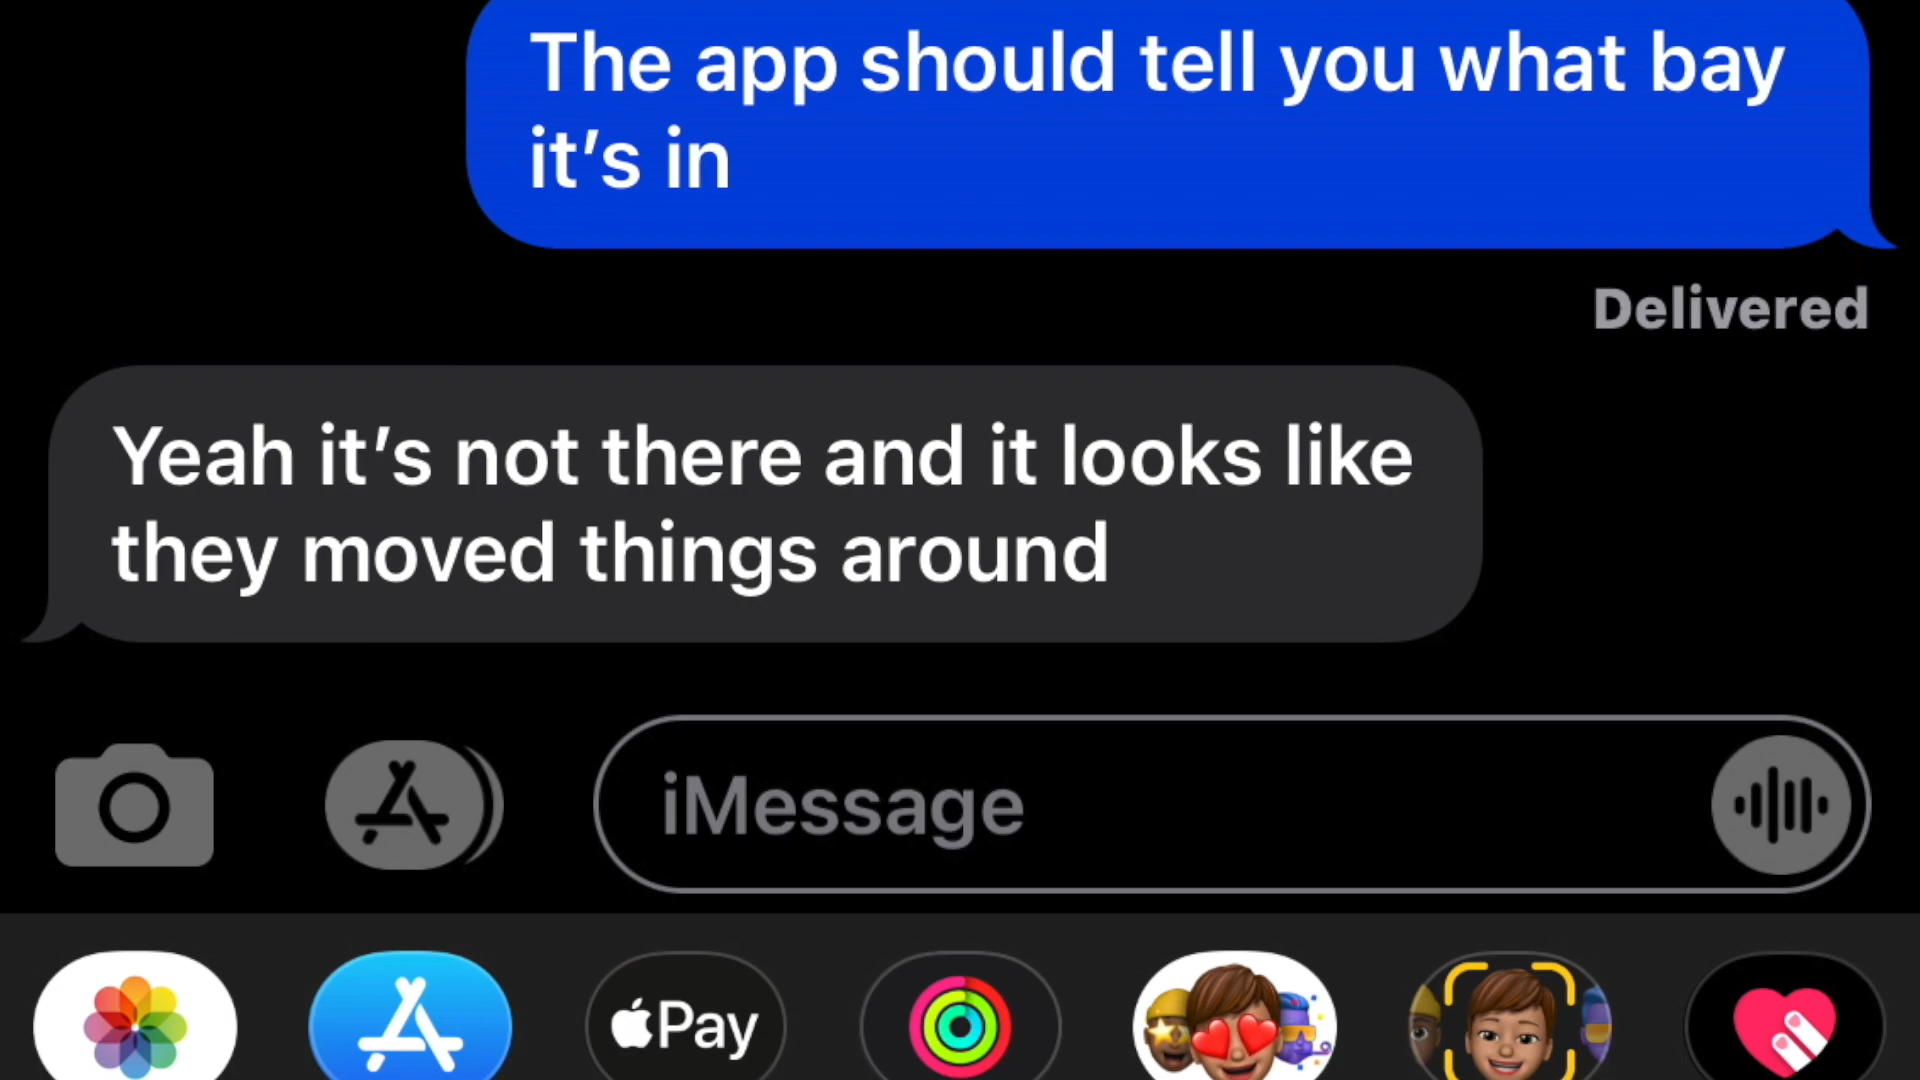 The app should tell you what bay
it’s in
Delivered
Yeah it’s not there and it looks like
they moved things around
iMessage
Pay